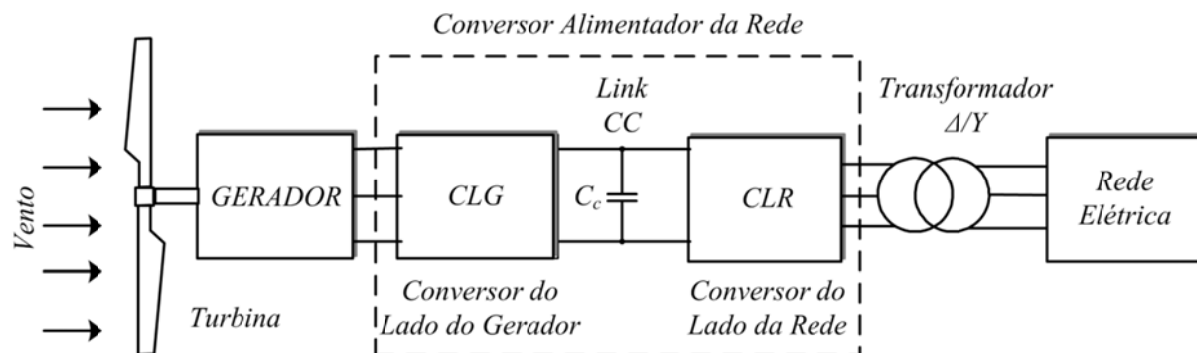 Conversor Alimentador da Rede
Link
CC
Transformador
Δ/Y
Vento
GERADOR
CLG
C_c
CLR
Rede
Elétrica
Turbina
Conversor do
Lado do Gerador
Conversor do
Lado da Rede